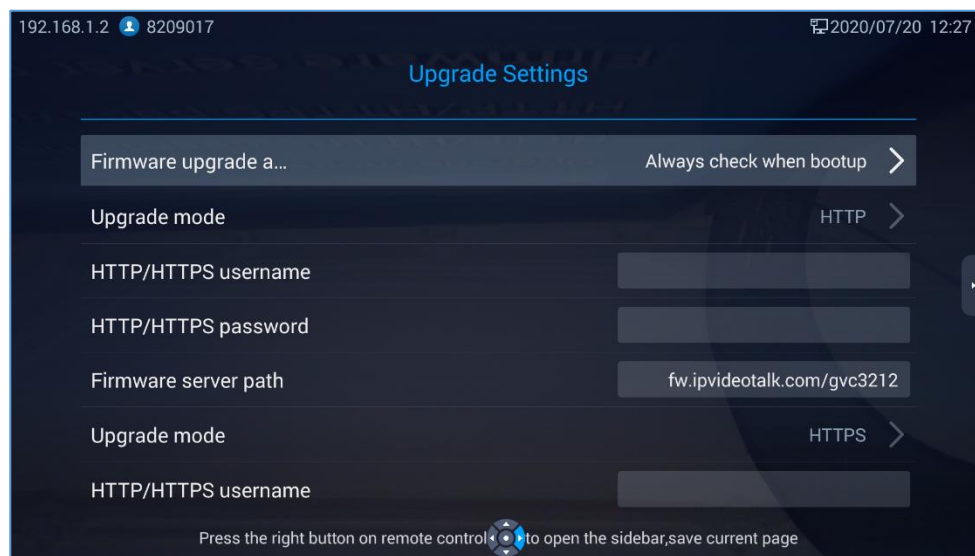 192.168.1.2 8209017 2020/07/20 12:27
Upgrade Settings
Firmware upgrade a... Always check when bootup
Upgrade mode HTTP
HTTP/HTTPS username
HTTP/HTTPS password
Firmware server path fw.ipvideotalk.com/gvc3212
Upgrade mode HTTPS
HTTP/HTTPS username
Press the right button on remote control to open the sidebar,save current page